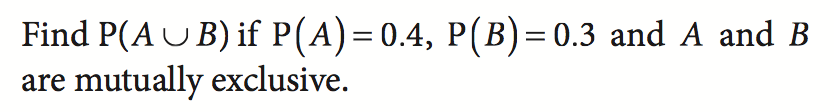 Find P(A ∪ B) if P(A) = 0.4, P(B) = 0.3 and A and B
are mutually exclusive.